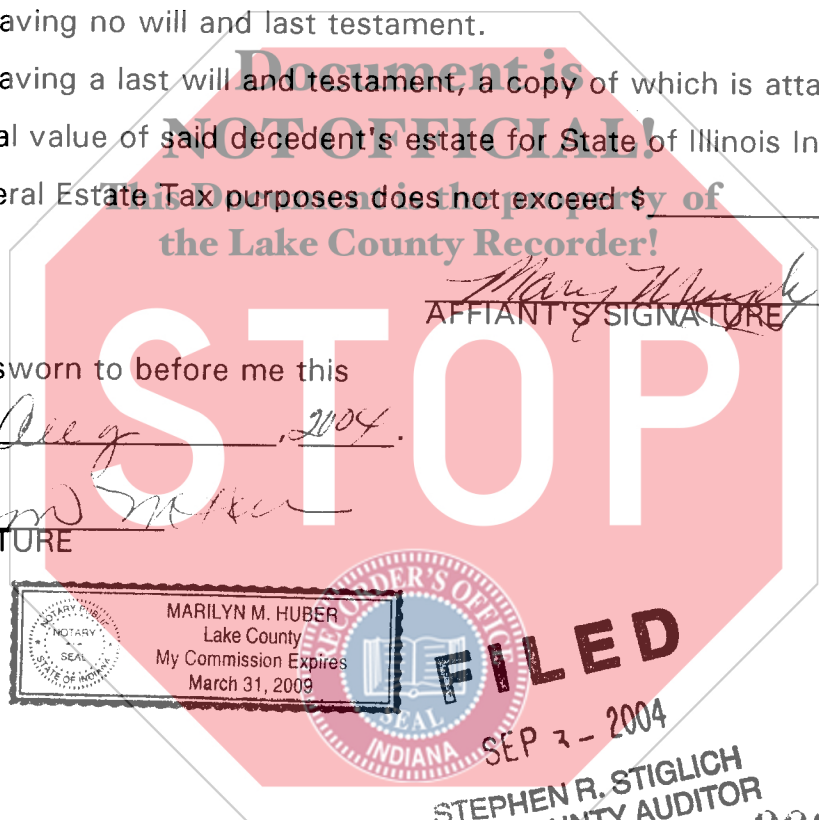 aving no will and last testament.
Document is
aving a last will and testament, a copy of which is atta
NOT OFFICIAL!
al value of said decedent's estate for State of Illinois In
This Document is the property of
eral Estate Tax purposes does not exceed $
the Lake County Recorder!
Mary
AFFIANT'S SIGNATURE
STOP
sworn to before me this
Aug , 2004.
TURE
NOTARY PUBLIC
NOTARY
SEAL
STATE OF INDIANA
MARILYN M. HUBER
Lake County
My Commission Expires
March 31, 2009
RECORDER'S OFFICE
SEAL
INDIANA
FILED
SEP 3 - 2004
STEPHEN R. STIGLICH
UNTY AUDITOR